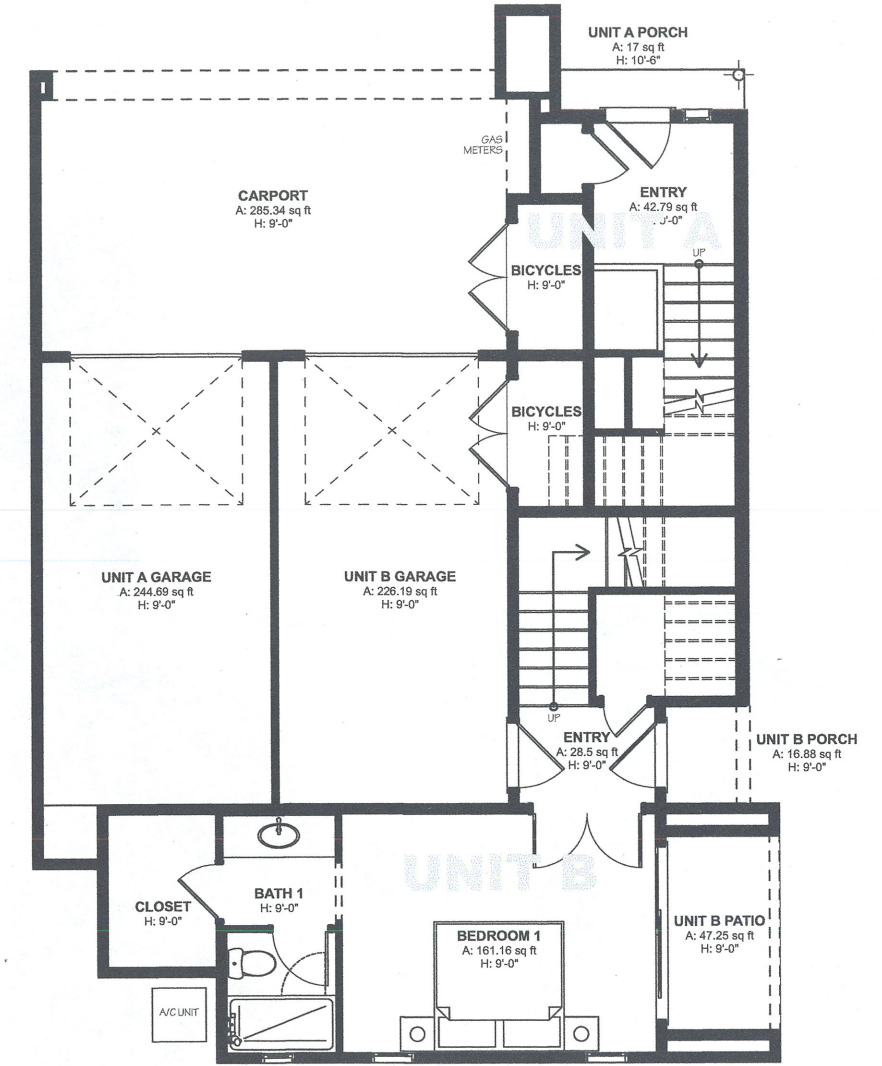 UNIT A PORCH
A: 17 sq ft
H: 10'-6"
GAS
METERS
CARPORT
A: 285.34 sq ft
H: 9'-0"
ENTRY
A: 42.79 sq ft
UNIT A
UP
BICYCLES
H: 9'-0"
BICYCLES
H: 9'-0"
UNIT A GARAGE
A: 244.69 sq ft
H: 9'-0"
UNIT B GARAGE
A: 226.19 sq ft
H: 9'-0"
UP
ENTRY
A: 28.5 sq ft
H: 9'-0"
UNIT B PORCH
A: 16.88 sq ft
H: 9'-0"
UNIT B
CLOSET
H: 9'-0"
BATH 1
H: 9'-0"
BEDROOM 1
A: 161.16 sq ft
H: 9'-0"
UNIT B PATIO
A: 47.25 sq ft
H: 9'-0"
A/C UNIT